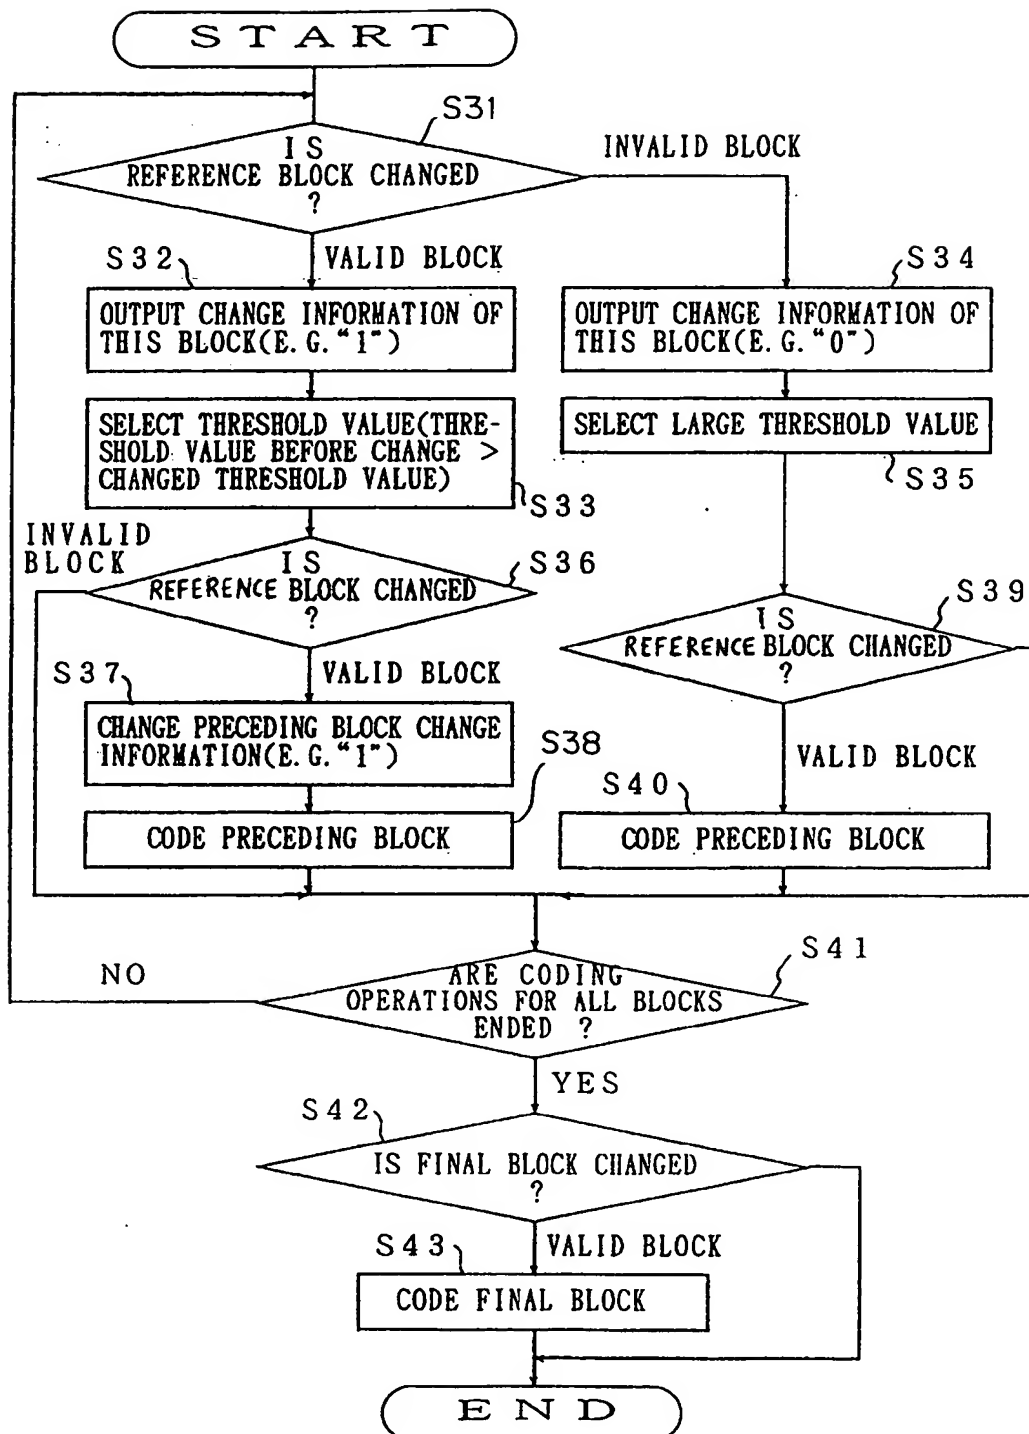 START
S31
IS
REFERENCE BLOCK CHANGED
?
INVALID BLOCK
S32
VALID BLOCK
S34
OUTPUT CHANGE INFORMATION OF
THIS BLOCK(E.G.“1”)
OUTPUT CHANGE INFORMATION OF
THIS BLOCK(E.G.“0”)
SELECT THRESHOLD VALUE(THRE-
SHOLD VALUE BEFORE CHANGE >
CHANGED THRESHOLD VALUE)
S33
SELECT LARGE THRESHOLD VALUE
S35
INVALID
BLOCK
IS
REFERENCE BLOCK CHANGED
?
S36
IS
REFERENCE BLOCK CHANGED
?
S39
S37
VALID BLOCK
CHANGE PRECEDING BLOCK CHANGE
INFORMATION(E.G.“1”)
S38
CODE PRECEDING BLOCK
VALID BLOCK
S40
CODE PRECEDING BLOCK
NO
ARE CODING
OPERATIONS FOR ALL BLOCKS
ENDED ?
S41
YES
S42
IS FINAL BLOCK CHANGED
?
S43
VALID BLOCK
CODE FINAL BLOCK
END